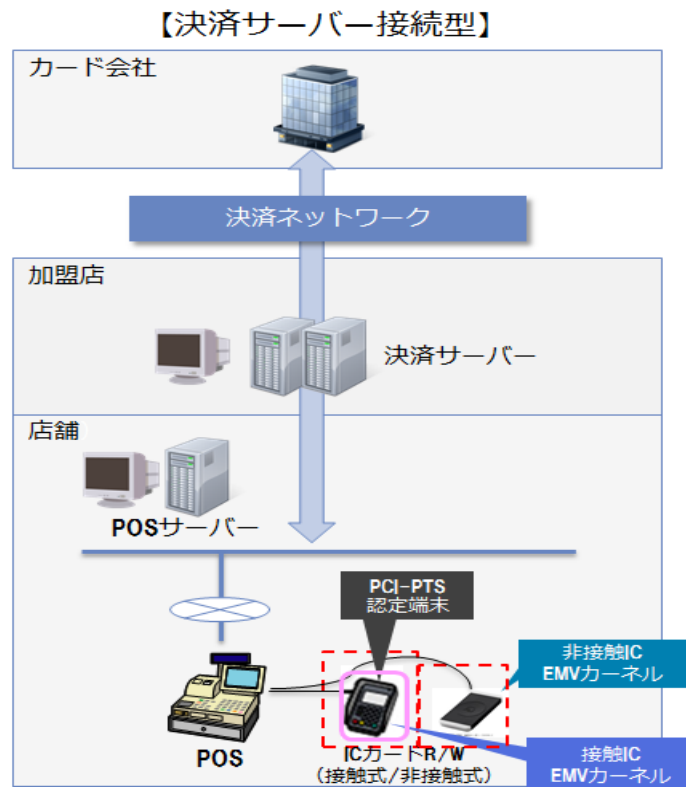 【決済サーバー接続型】
カード会社
決済ネットワーク
加盟店
決済サーバー
店舗
POSサーバー
PCI-PTS
認定端末
非接触IC
EMVカーネル
POS
ICカードR/W
(接触式/非接触式)
接触IC
EMVカーネル